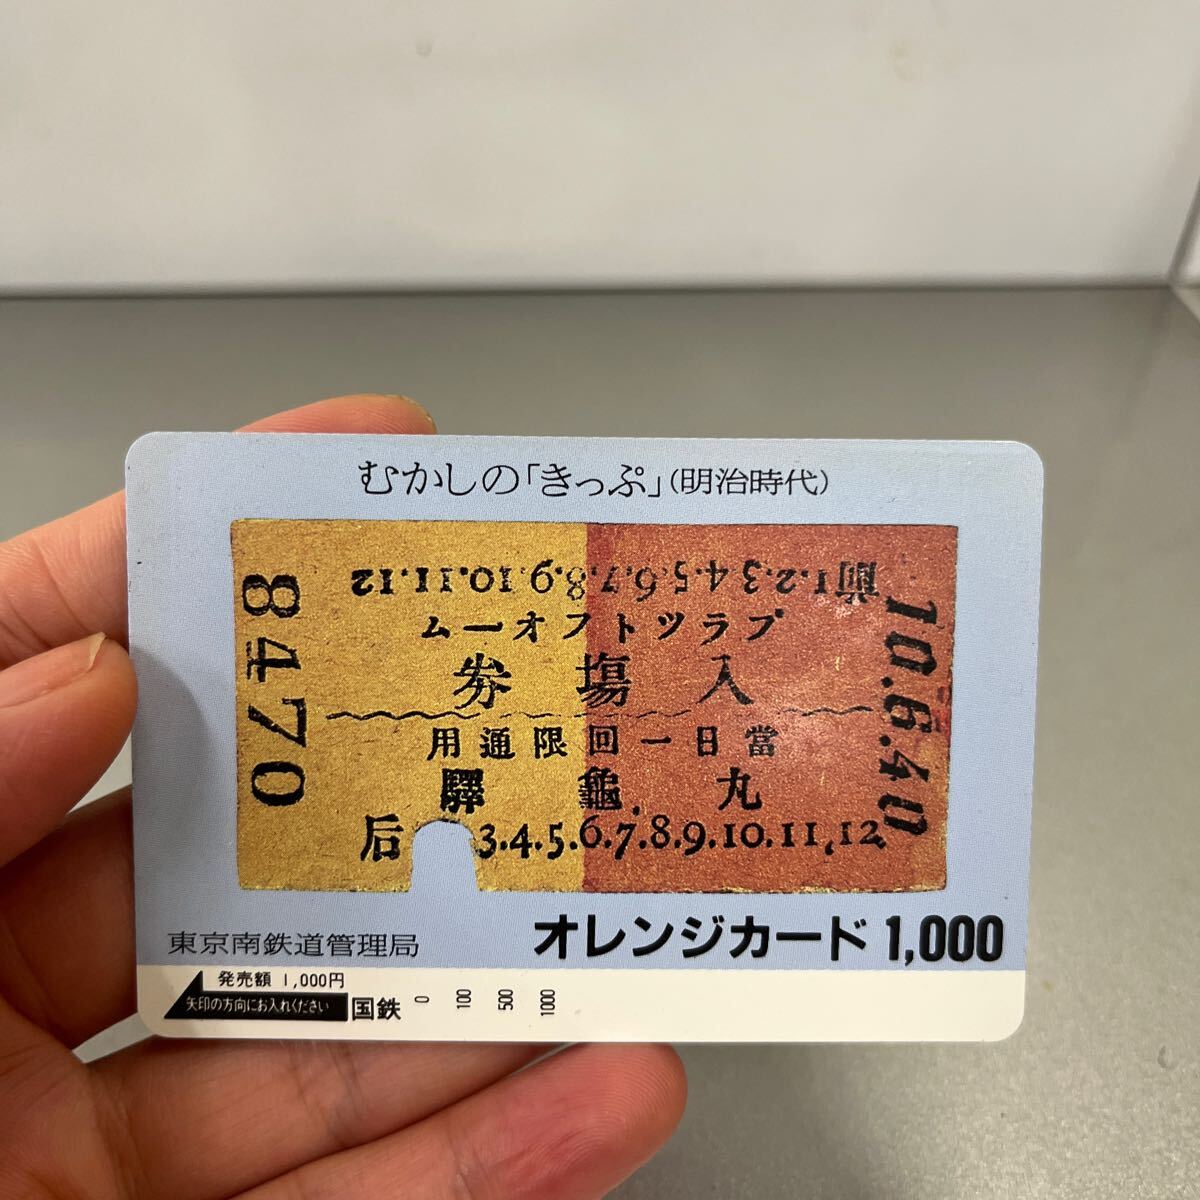 むかしの「きっぷ」(明治時代)
8470
前1.2.3.4.5.6.7.8.9.10.11.12
ムーオフトツラプ
券塲入
用通限回一日當
驛龜丸
后 3.4.5.6.7.8.9.10.11.12
10.6.40
東京南鉄道管理局
オレンジカード 1,000
発売額 1,000円
矢印の方向にお入れください
国鉄
0 100 500 1000